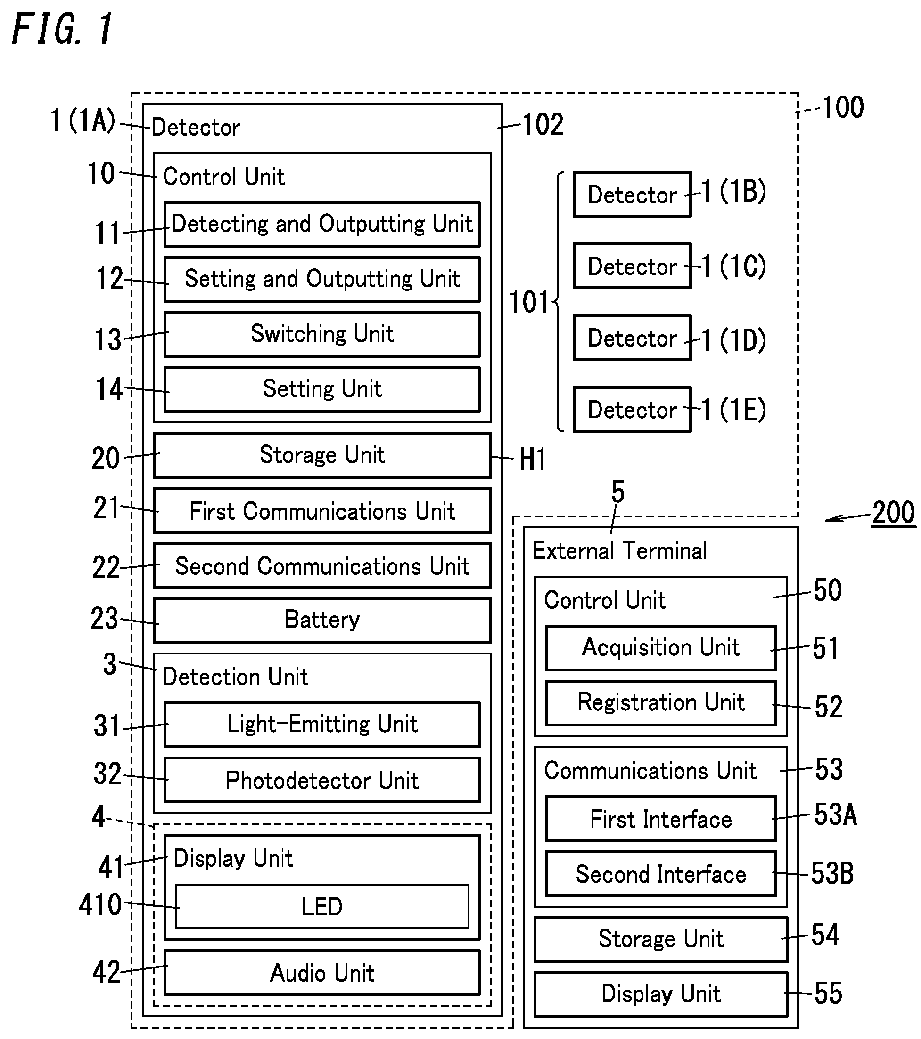 FIG. 1
100
1 (1A)
Detector
102
10
Control Unit
11
Detecting and Outputting Unit
12
Setting and Outputting Unit
13
Switching Unit
14
Setting Unit
20
Storage Unit
H1
21
First Communications Unit
22
Second Communications Unit
23
Battery
3
Detection Unit
31
Light-Emitting Unit
32
Photodetector Unit
4
41
Display Unit
410
LED
42
Audio Unit
101
Detector 1 (1B)
Detector 1 (1C)
Detector 1 (1D)
Detector 1 (1E)
200
5
External Terminal
Control Unit 50
Acquisition Unit 51
Registration Unit 52
Communications Unit 53
First Interface 53A
Second Interface 53B
Storage Unit 54
Display Unit 55